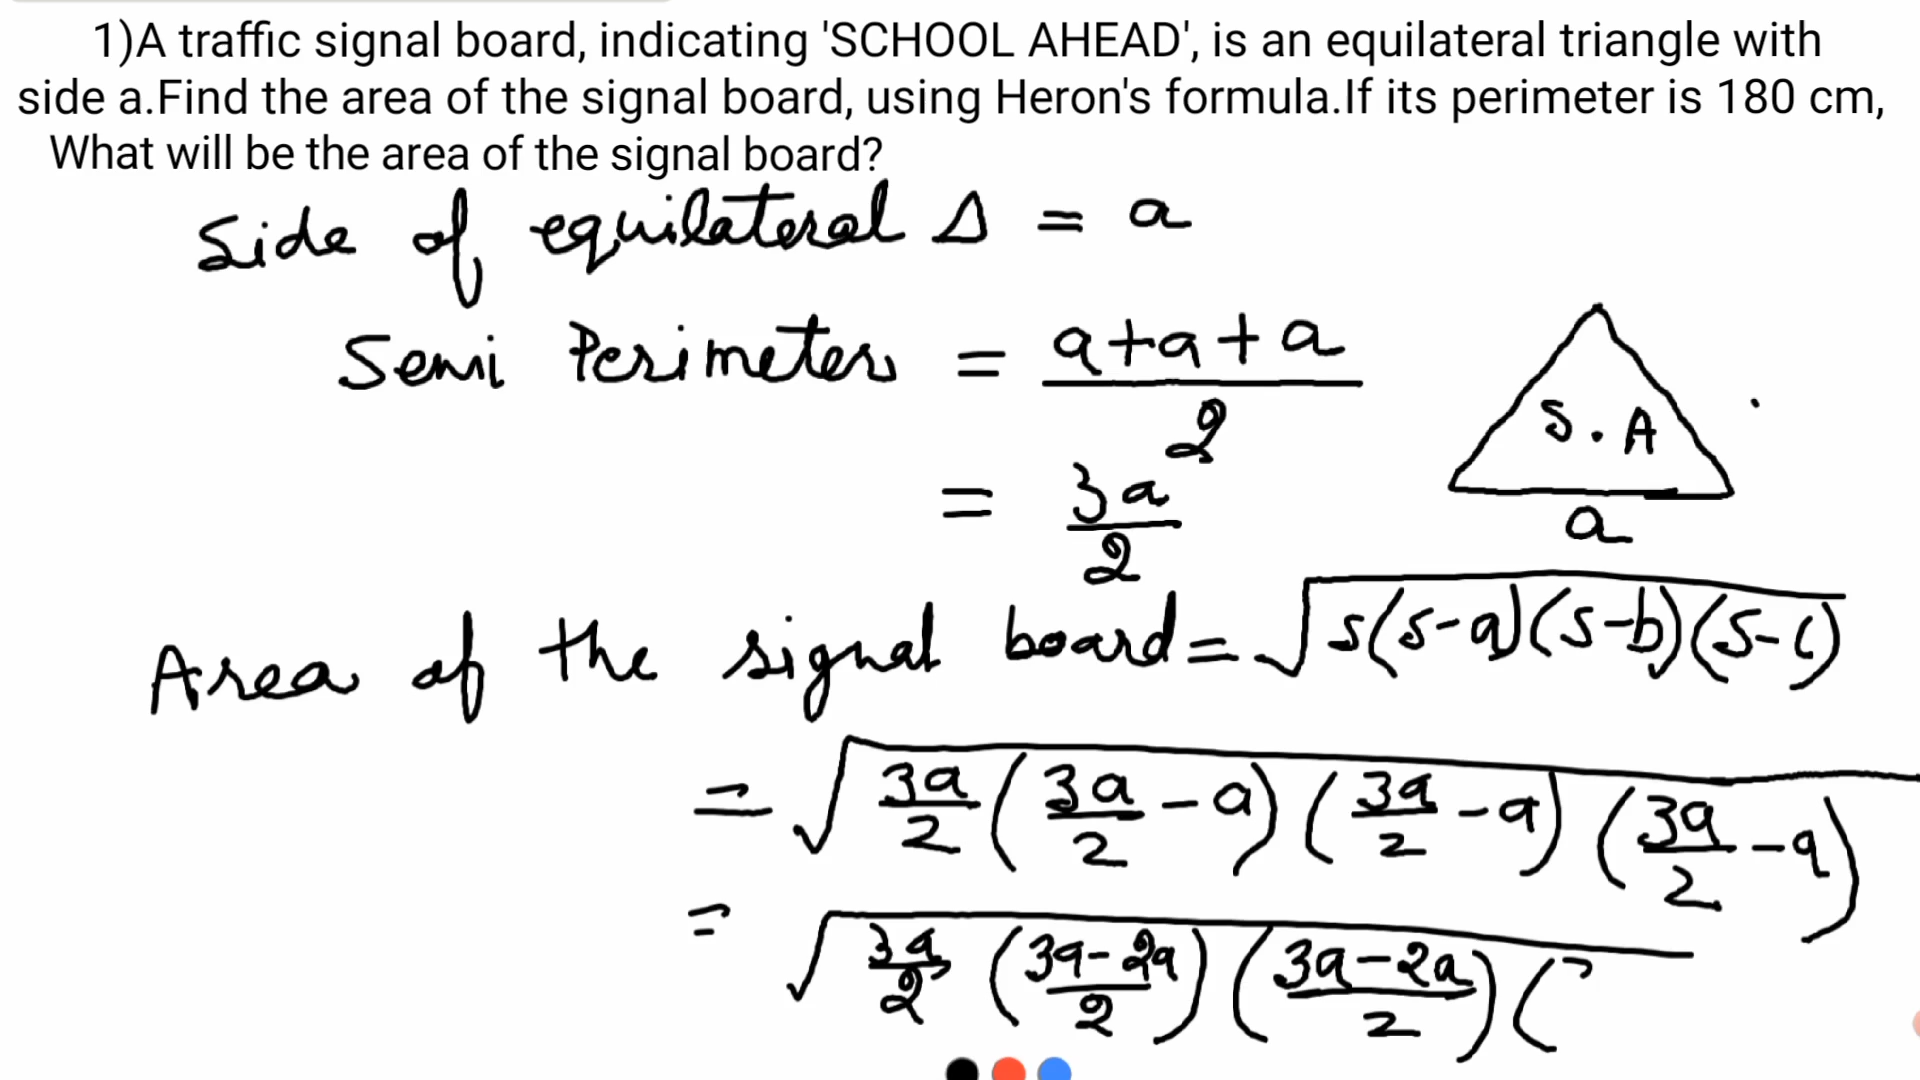 1)A traffic signal board, indicating 'SCHOOL AHEAD', is an equilateral triangle with
side a.Find the area of the signal board, using Heron's formula.If its perimeter is 180 cm,
What will be the area of the signal board?
Side of equilateral Δ = a
Semi Perimeter = (a+a+a)/2
= 3a/2
S.A
a
Area of the signal board = √(s(s-a)(s-b)(s-c))
= √(3a/2 (3a/2 - a) (3a/2 - a) (3a/2 - a))
= √(3a/2 ((3a-2a)/2) ((3a-2a)/2) (